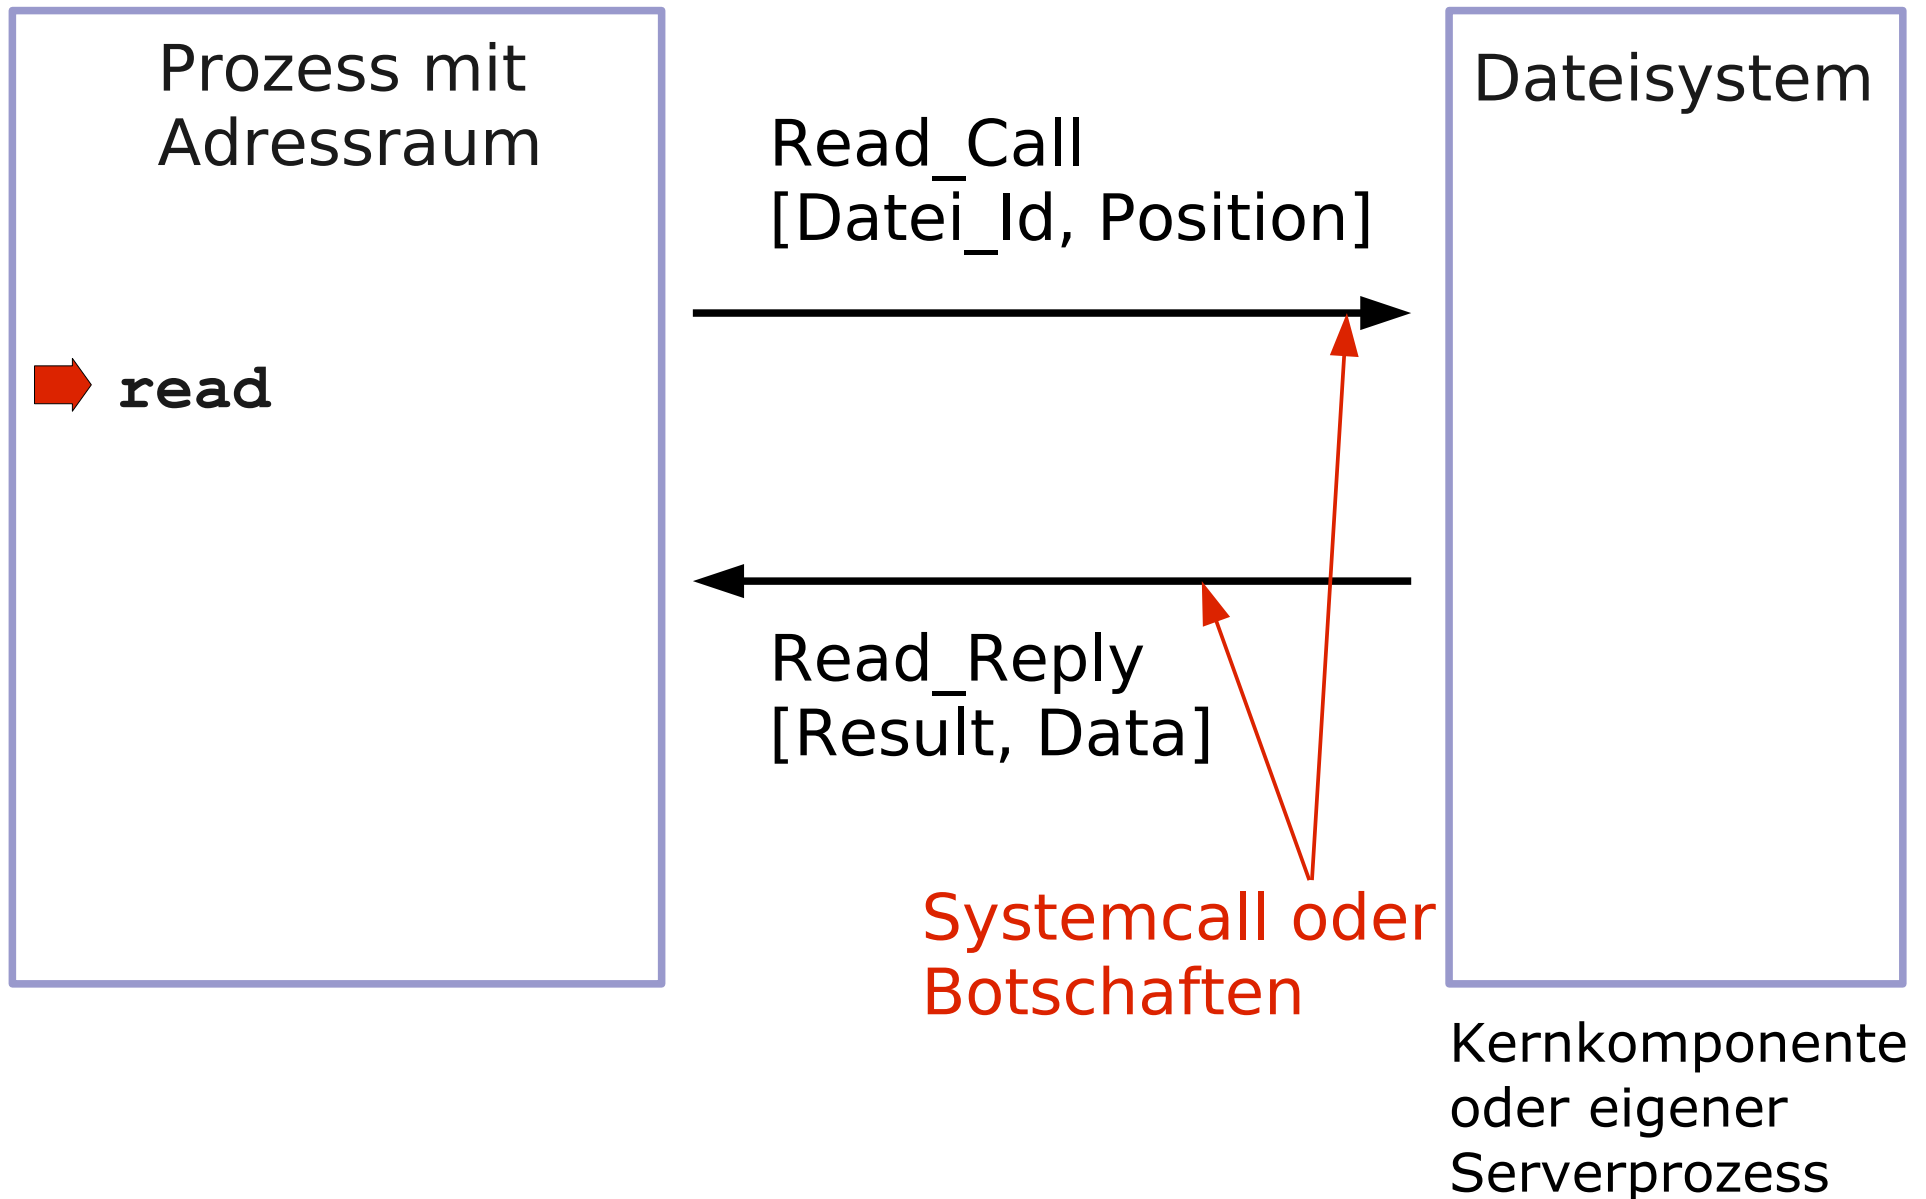 Prozess mit
Adressraum
read
Read_Call
[Datei_Id, Position]
Read_Reply
[Result, Data]
Systemcall oder
Botschaften
Dateisystem
Kernkomponente
oder eigener
Serverprozess